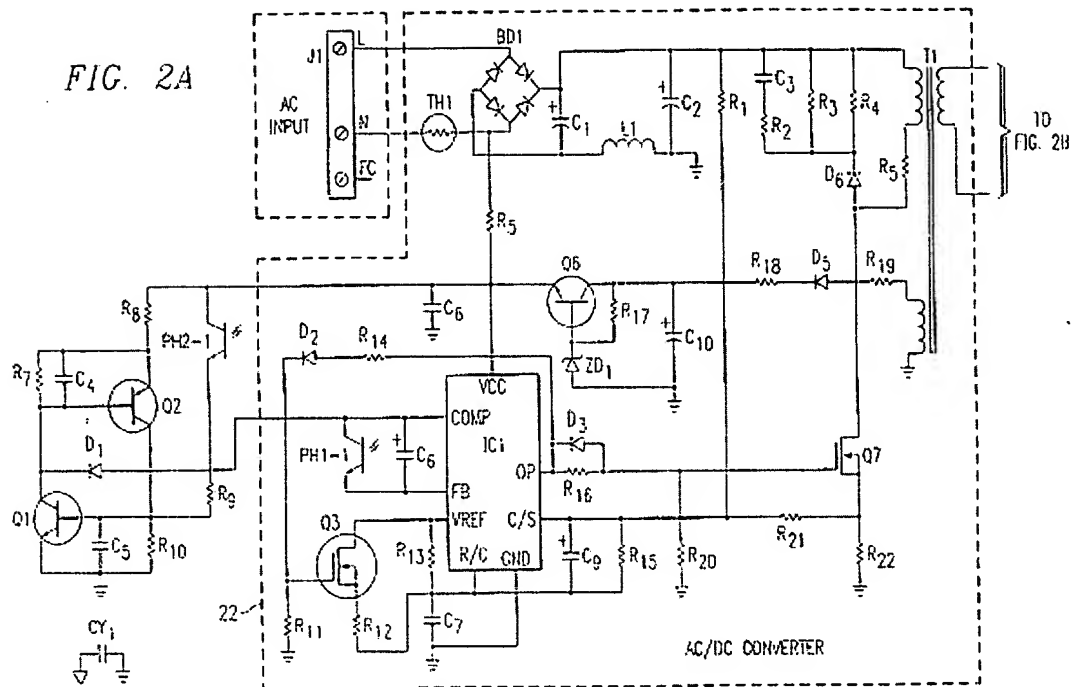 FIG. 2A
J1
L
AC
INPUT
N
FC
BD1
TH1
C1
L1
C2
R1
C3
R2
R3
R4
T1
TO
FIG. 2B
D6
R5
R5
Q6
R18
D5
R19
R8
PH2-1
C6
R17
C10
D2
R14
ZD1
R7
C4
Q2
VCC
COMP
IC1
D3
D1
PH1-1
C6
OP
R16
Q7
FB
Q1
R9
Q3
VREF
C/S
R21
C5
R10
R13
R/C
GND
C9
R15
R20
R22
22
R11
R12
C7
CY1
AC/DC CONVERTER